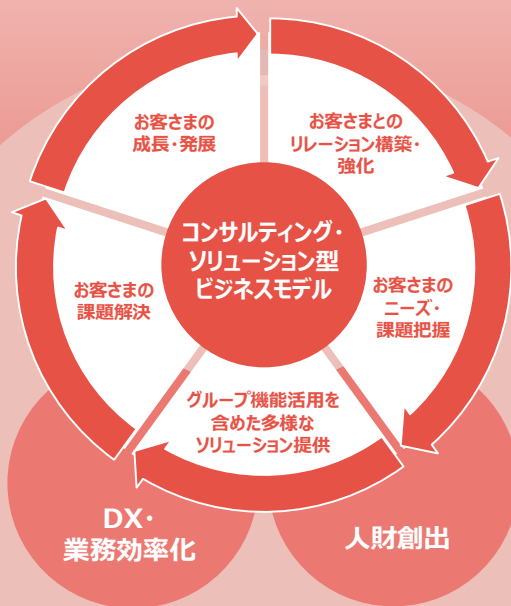 お客さまの
成長・発展
お客さまとの
リレーション構築・
強化
コンサルティング・
ソリューション型
ビジネスモデル
お客さまの
課題解決
お客さまの
ニーズ・
課題把握
グループ機能活用を
含めた多様な
ソリューション提供
DX・
業務効率化
人財創出